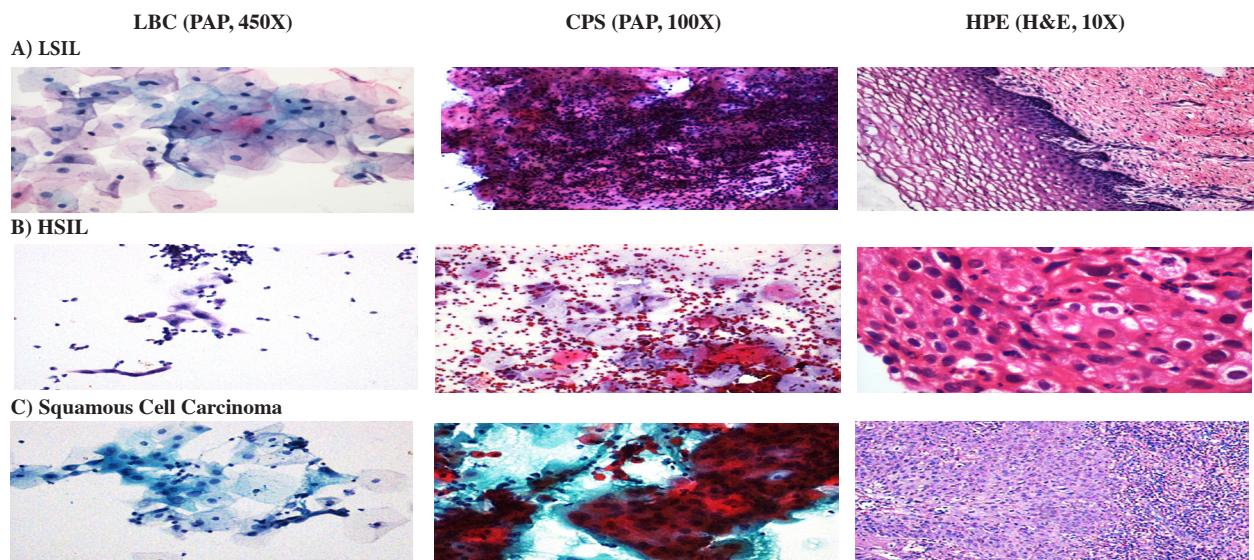 LBC (PAP, 450X) CPS (PAP, 100X) HPE (H&E, 10X)
A) LSIL
B) HSIL
C) Squamous Cell Carcinoma